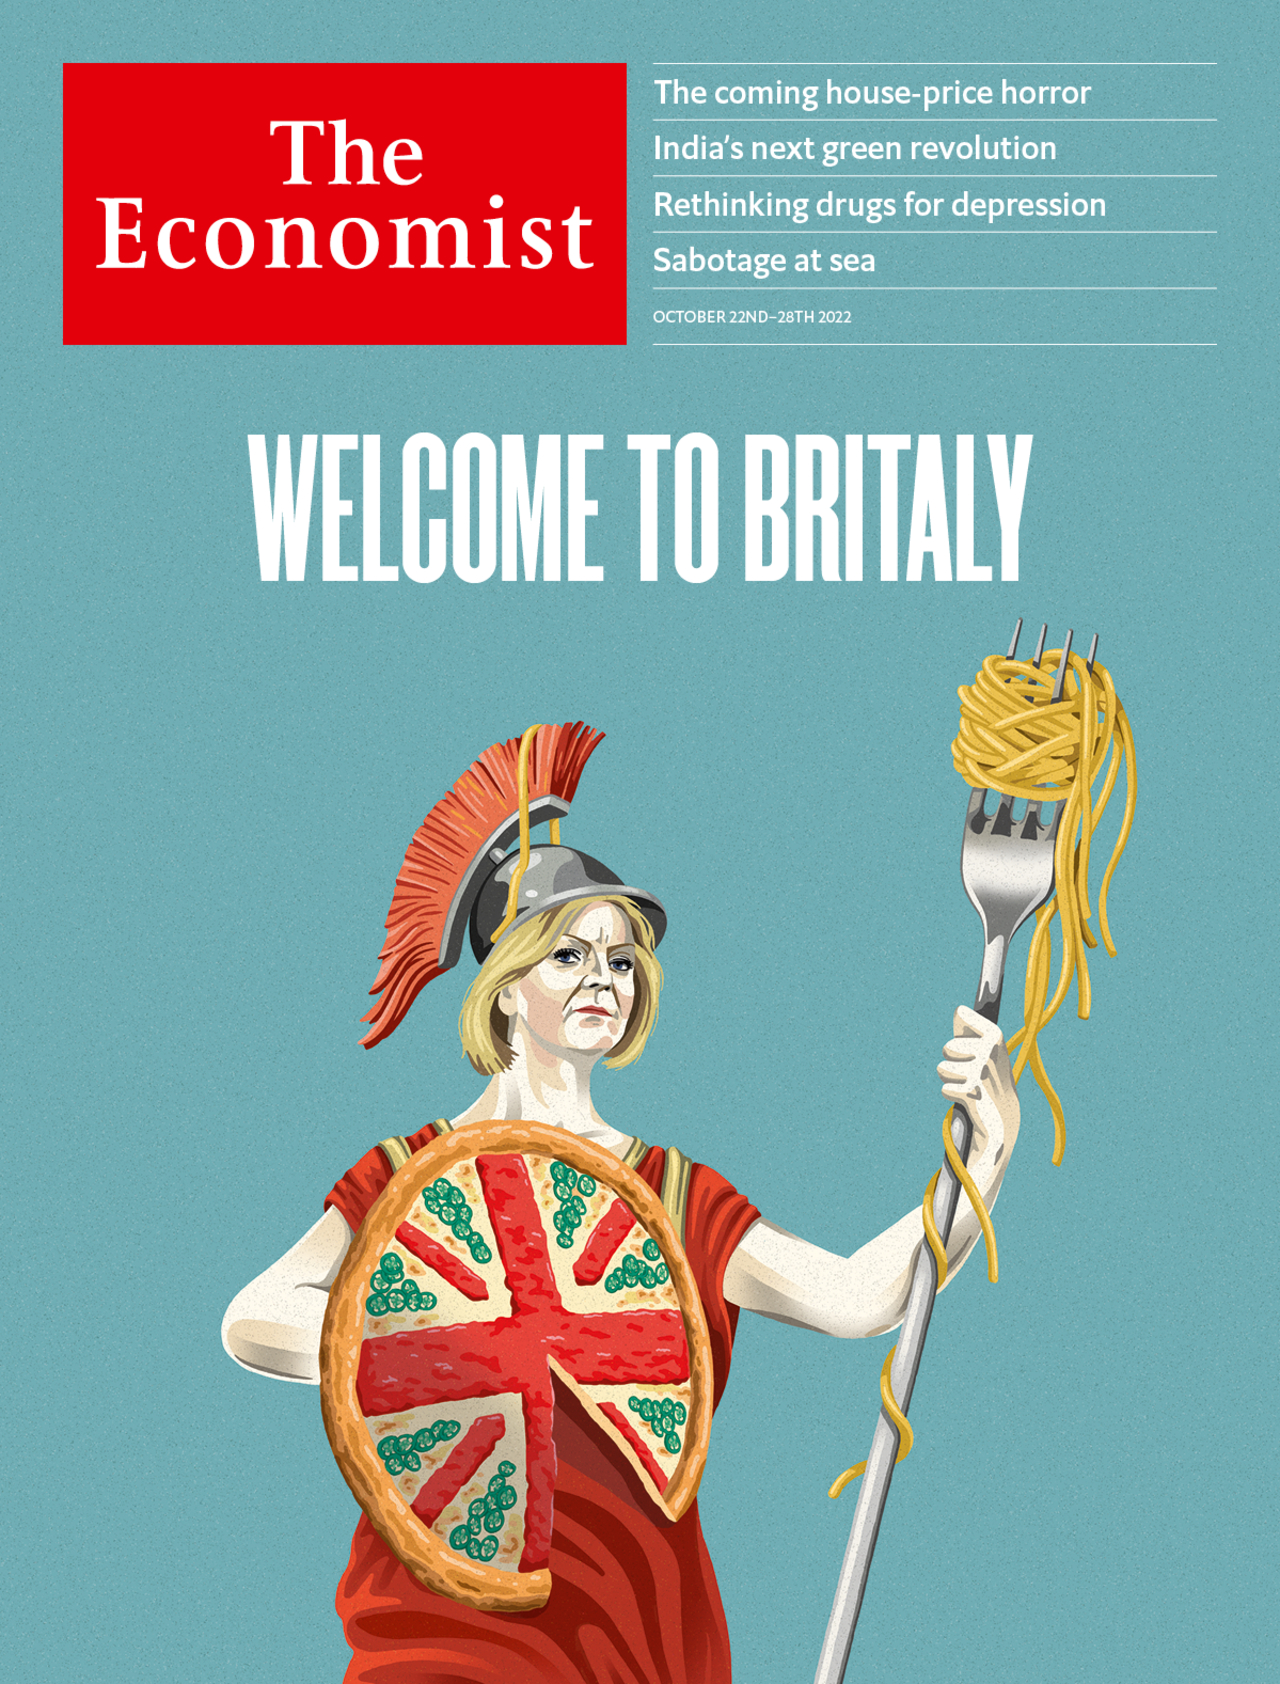 The
Economist
The coming house-price horror
India’s next green revolution
Rethinking drugs for depression
Sabotage at sea
OCTOBER 22ND–28TH 2022
WELCOME TO BRITALY